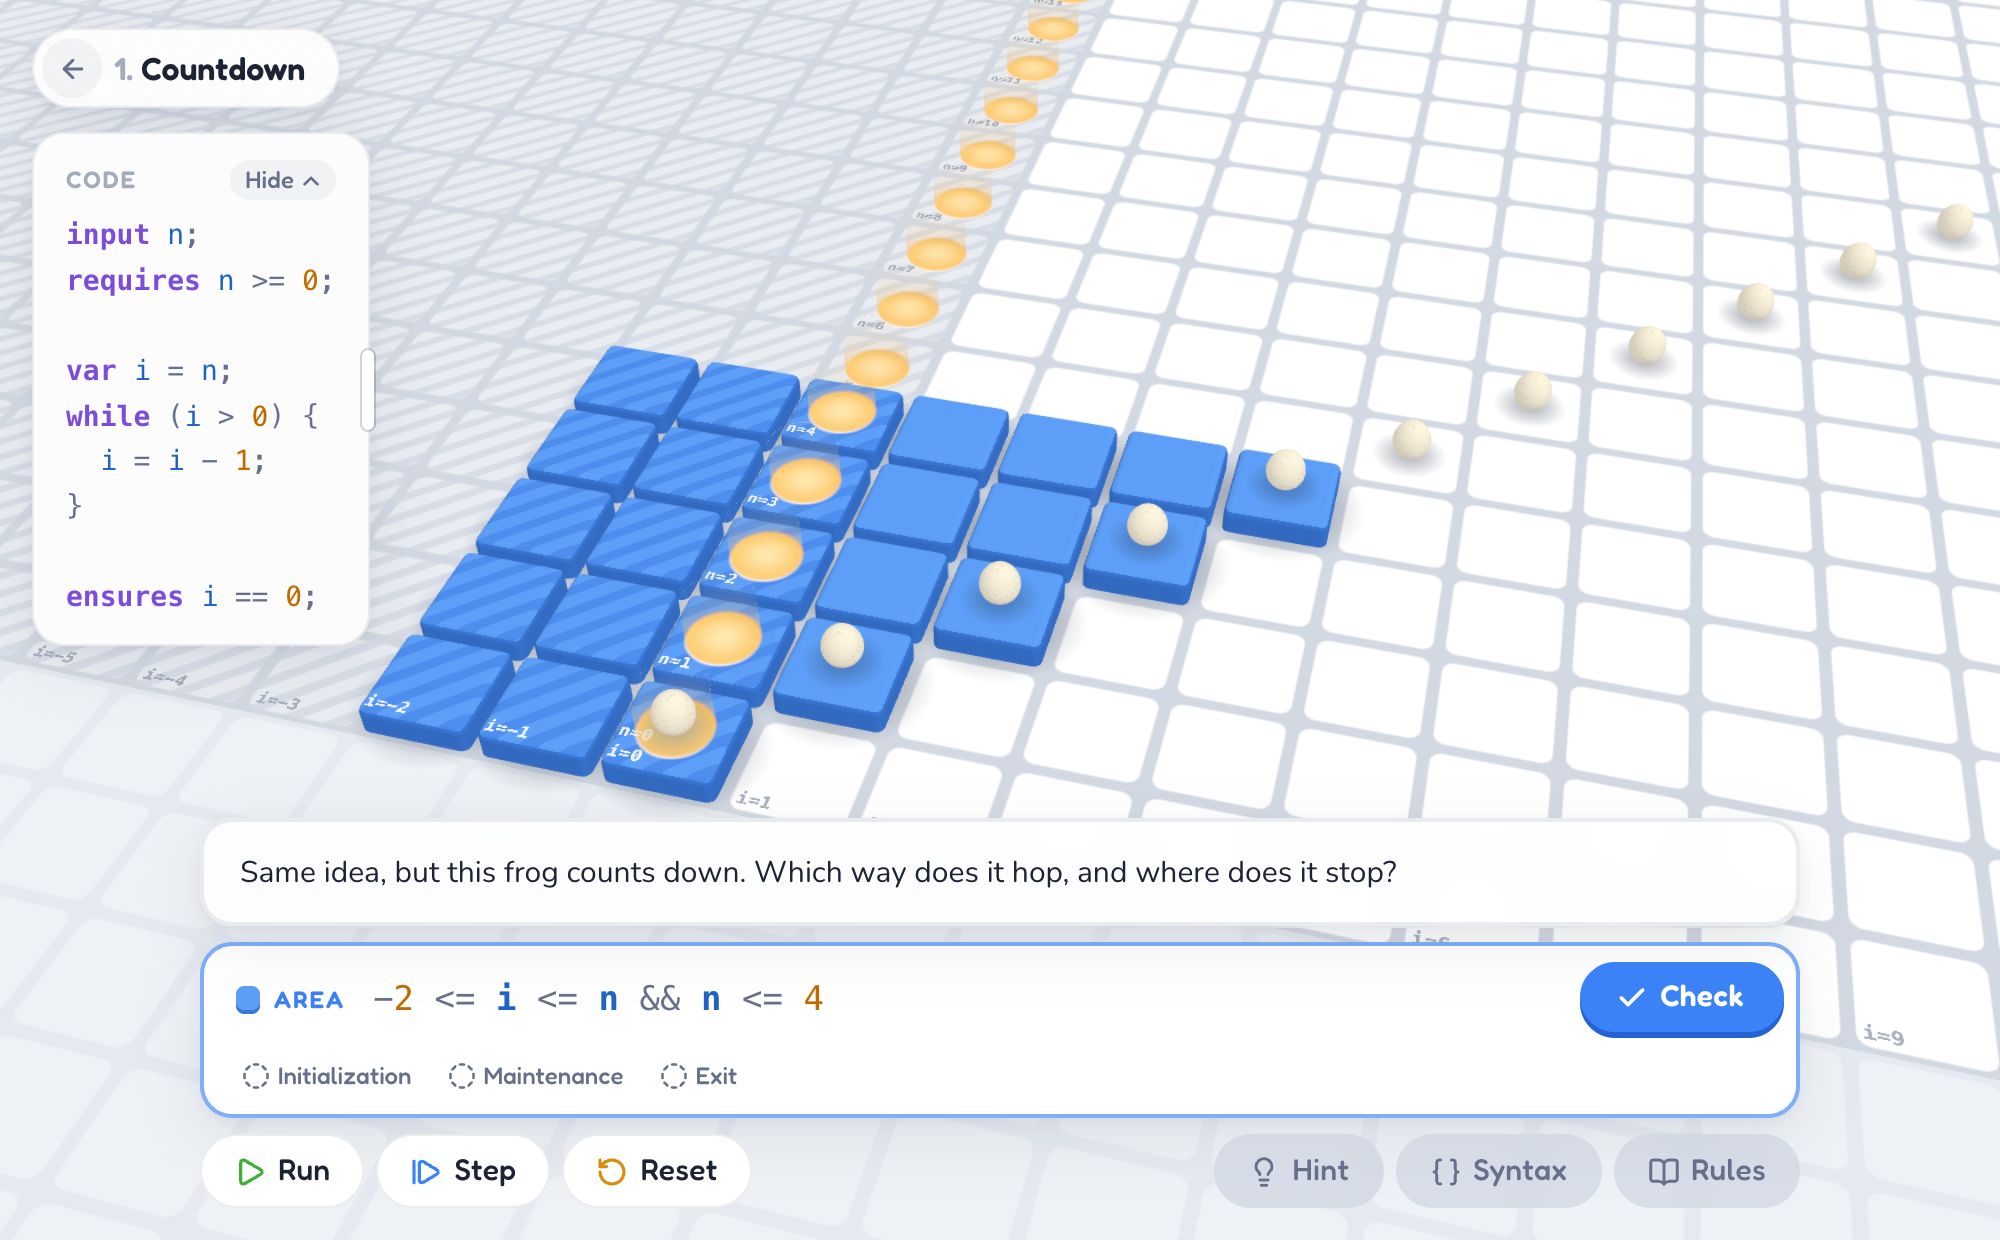 1. Countdown
CODE
Hide
input n;
requires n >= 0;
var i = n;
while (i > 0) {
i = i − 1;
}
ensures i == 0;
n=12
n=11
n=10
n=9
n=8
n=7
n=6
n=4
n=3
n=2
n=1
n=0
i=-5
i=-4
i=-3
i=-2
i=-1
i=0
i=1
i=9
Same idea, but this frog counts down. Which way does it hop, and where does it stop?
AREA −2 <= i <= n && n <= 4
Check
Initialization
Maintenance
Exit
Run
Step
Reset
Hint
Syntax
Rules